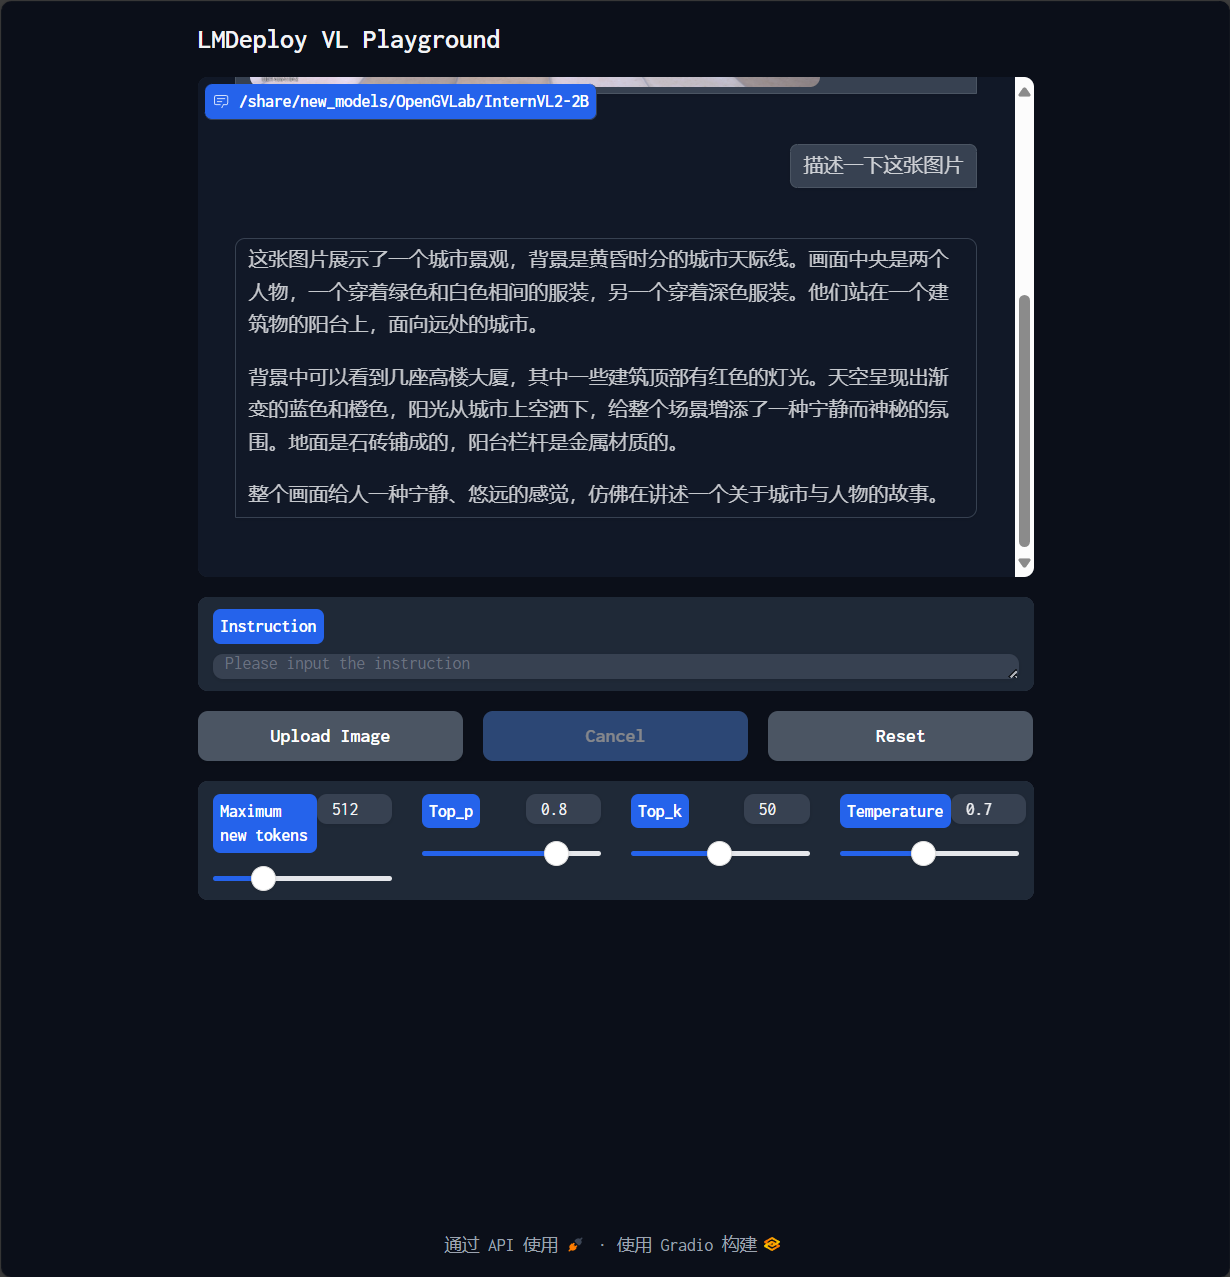 LMDeploy VL Playground
/share/new_models/OpenGVLab/InternVL2-2B
描述一下这张图片
这张图片展示了一个城市景观，背景是黄昏时分的城市天际线。画面中央是两个
人物，一个穿着绿色和白色相间的服装，另一个穿着深色服装。他们站在一个建
筑物的阳台上，面向远处的城市。
背景中可以看到几座高楼大厦，其中一些建筑顶部有红色的灯光。天空呈现出渐
变的蓝色和橙色，阳光从城市上空洒下，给整个场景增添了一种宁静而神秘的氛
围。地面是石砖铺成的，阳台栏杆是金属材质的。
整个画面给人一种宁静、悠远的感觉，仿佛在讲述一个关于城市与人物的故事。
Instruction
Please input the instruction
Upload Image
Cancel
Reset
Maximum
new tokens
512
Top_p
0.8
Top_k
50
Temperature
0.7
通过 API 使用 · 使用 Gradio 构建